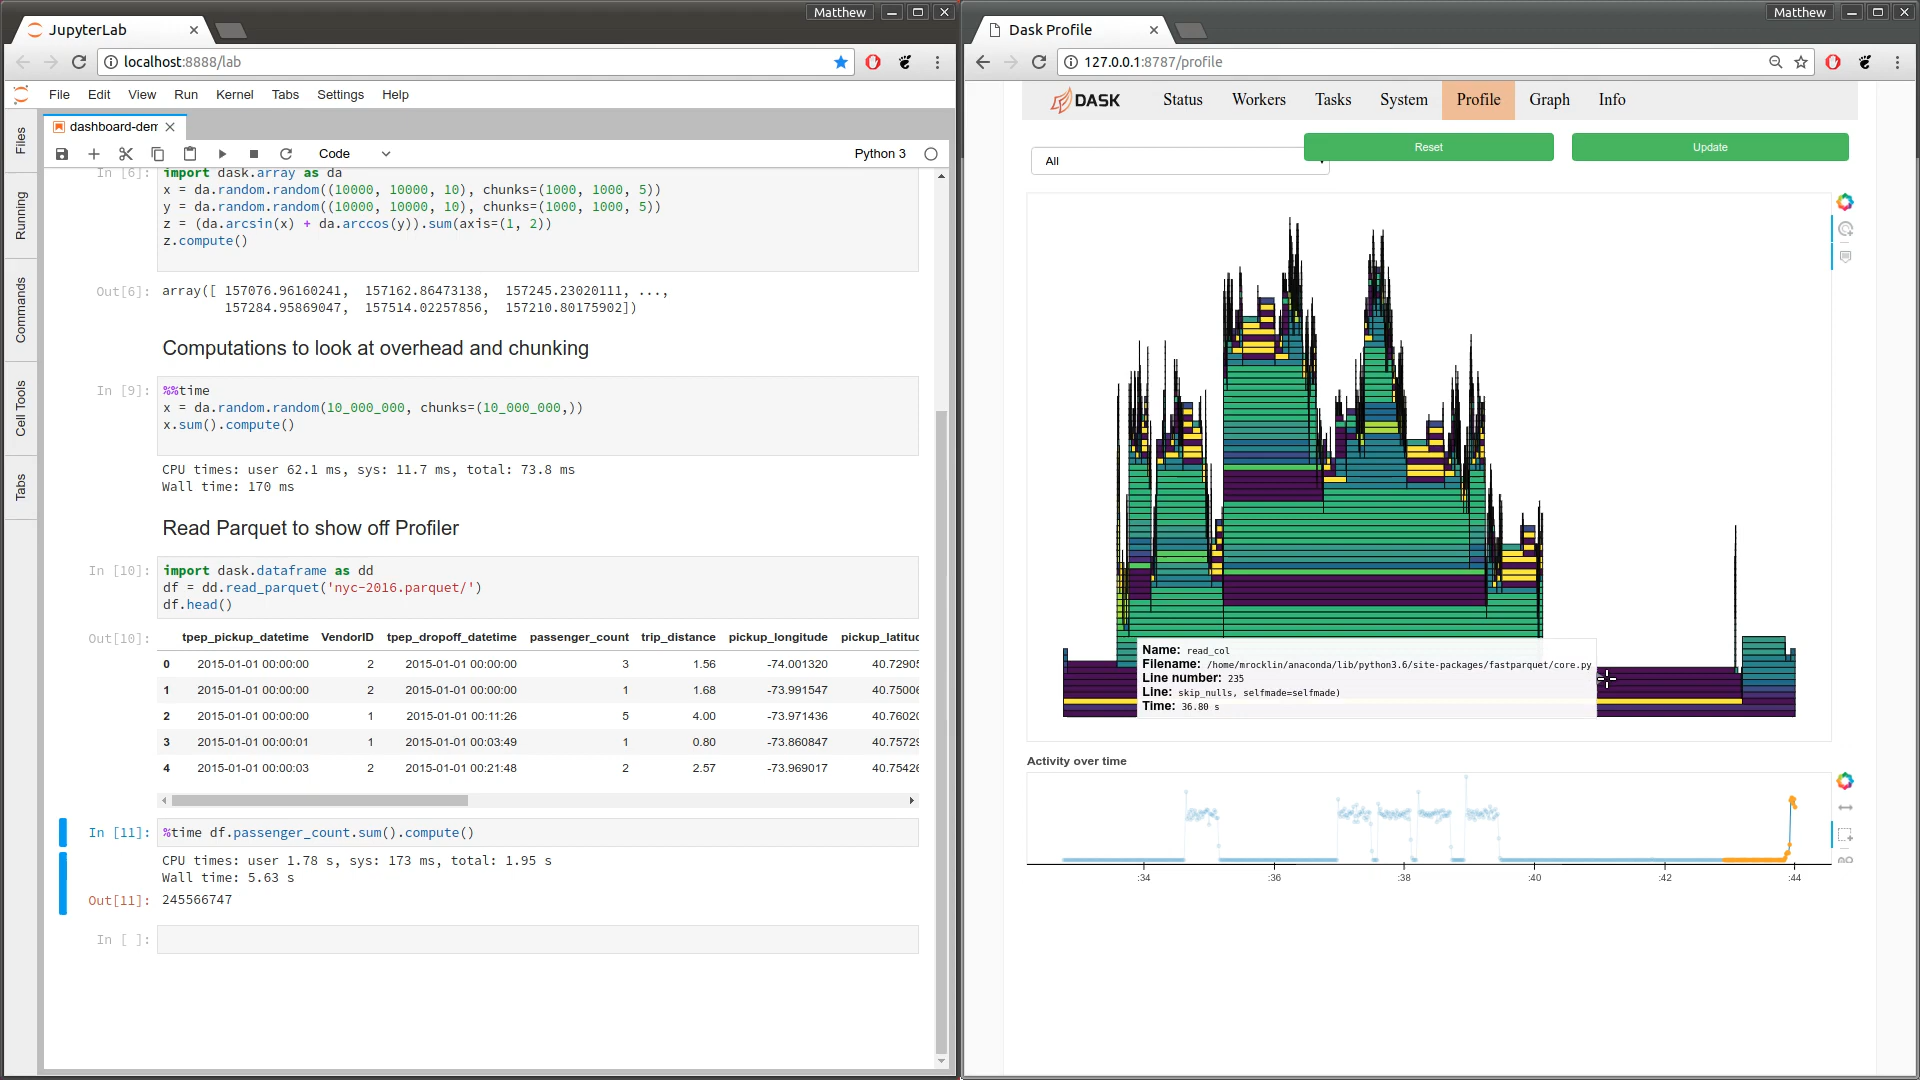 Matthew
JupyterLab
localhost:8888/lab
File Edit View Run Kernel Tabs Settings Help
Files
Running
Commands
Cell Tools
Tabs
dashboard-dem
Code
Python 3
In [6]: import dask.array as da
x = da.random.random((10000, 10000, 10), chunks=(1000, 1000, 5))
y = da.random.random((10000, 10000, 10), chunks=(1000, 1000, 5))
z = (da.arcsin(x) + da.arccos(y)).sum(axis=(1, 2))
z.compute()
Out[6]: array([ 157076.96160241, 157162.86473138, 157245.23020111, ...,
157284.95869047, 157514.02257856, 157210.80175902])
Computations to look at overhead and chunking
In [9]: %%time
x = da.random.random(10_000_000, chunks=(10_000_000,))
x.sum().compute()
CPU times: user 62.1 ms, sys: 11.7 ms, total: 73.8 ms
Wall time: 170 ms
Read Parquet to show off Profiler
In [10]: import dask.dataframe as dd
df = dd.read_parquet('nyc-2016.parquet/')
df.head()
Out[10]: tpep_pickup_datetime VendorID tpep_dropoff_datetime passenger_count trip_distance pickup_longitude pickup_latitud
0 2015-01-01 00:00:00 2 2015-01-01 00:00:00 3 1.56 -74.001320 40.72905
1 2015-01-01 00:00:00 2 2015-01-01 00:00:00 1 1.68 -73.991547 40.75006
2 2015-01-01 00:00:00 1 2015-01-01 00:11:26 5 4.00 -73.971436 40.76020
3 2015-01-01 00:00:01 1 2015-01-01 00:03:49 1 0.80 -73.860847 40.75729
4 2015-01-01 00:00:03 2 2015-01-01 00:21:48 2 2.57 -73.969017 40.75426
In [11]: %time df.passenger_count.sum().compute()
CPU times: user 1.78 s, sys: 173 ms, total: 1.95 s
Wall time: 5.63 s
Out[11]: 245566747
In [ ]:
Matthew
Dask Profile
127.0.0.1:8787/profile
DASK Status Workers Tasks System Profile Graph Info
All
Reset
Update
Name: read_col
Filename: /home/mrocklin/anaconda/lib/python3.6/site-packages/fastparquet/core.py
Line number: 235
Line: skip_nulls, selfmade=selfmade)
Time: 36.80 s
Activity over time
:34 :36 :38 :40 :42 :44